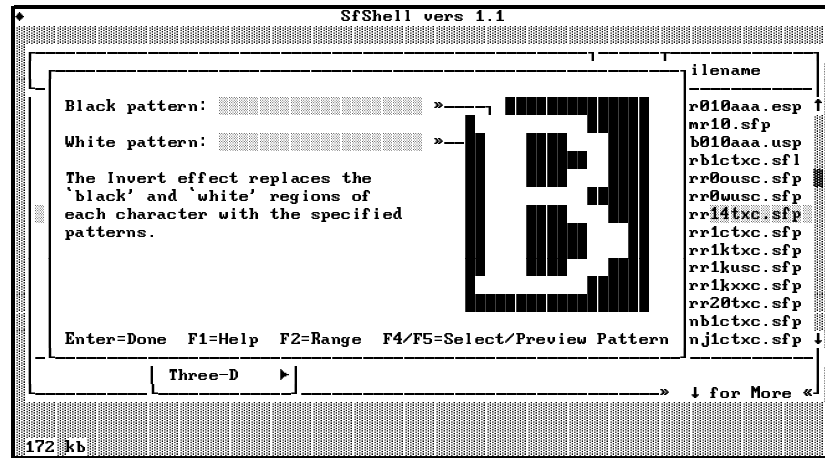 SfShell vers 1.1
ilename
Black pattern:
r010aaa.esp
mr10.sfp
White pattern:
b010aaa.usp
rb1ctxc.sfl
The Invert effect replaces the
rr0ousc.sfp
`black' and `white' regions of
rr0wusc.sfp
each character with the specified
rr14txc.sfp
patterns.
rr1ctxc.sfp
rr1ktxc.sfp
rr1kusc.sfp
rr1kxxc.sfp
rr20txc.sfp
nb1ctxc.sfp
Enter=Done F1=Help F2=Range F4/F5=Select/Preview Pattern
nj1ctxc.sfp
Three-D
↓ for More «
172 kb